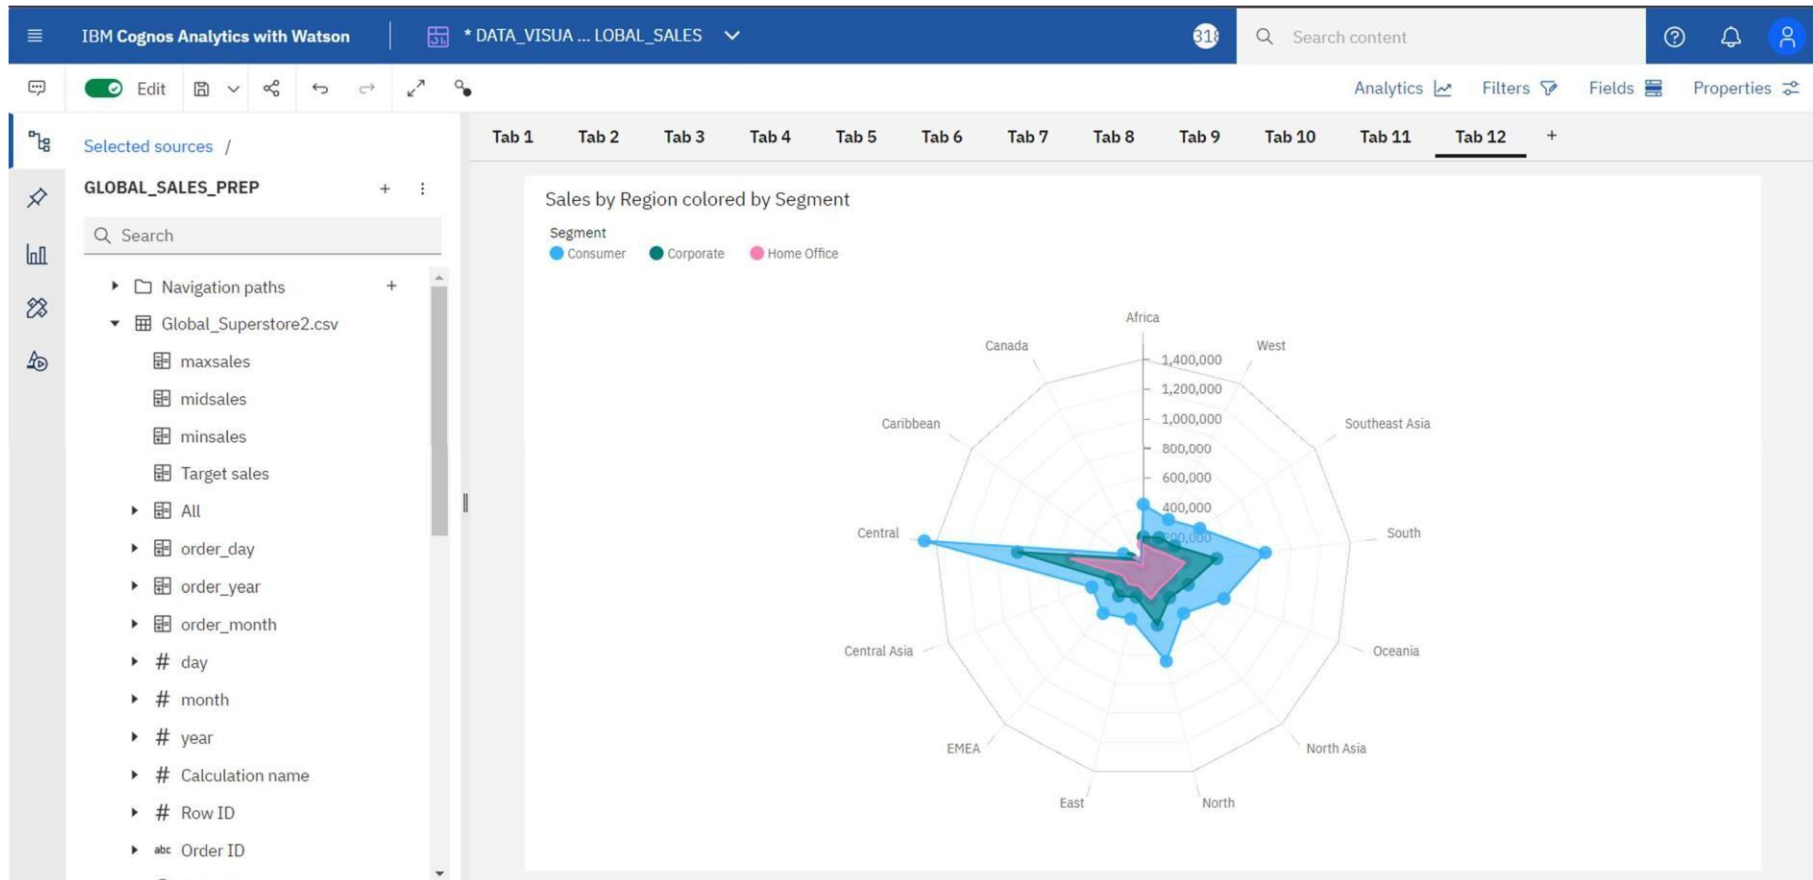 IBM Cognos Analytics with Watson
* DATA_VISUA ... LOBAL_SALES
318
Search content
Edit
Analytics
Filters
Fields
Properties
Selected sources /
GLOBAL_SALES_PREP
Search
Navigation paths
Global_Superstore2.csv
maxsales
midsales
minsales
Target sales
All
order_day
order_year
order_month
# day
# month
# year
# Calculation name
# Row ID
abc Order ID
Tab 1 Tab 2 Tab 3 Tab 4 Tab 5 Tab 6 Tab 7 Tab 8 Tab 9 Tab 10 Tab 11 Tab 12 +
Sales by Region colored by Segment
Segment
Consumer Corporate Home Office
Africa
Canada
West
1,400,000
1,200,000
1,000,000
Caribbean
Southeast Asia
800,000
600,000
400,000
Central
South
200,000
Central Asia
Oceania
EMEA
North Asia
East
North